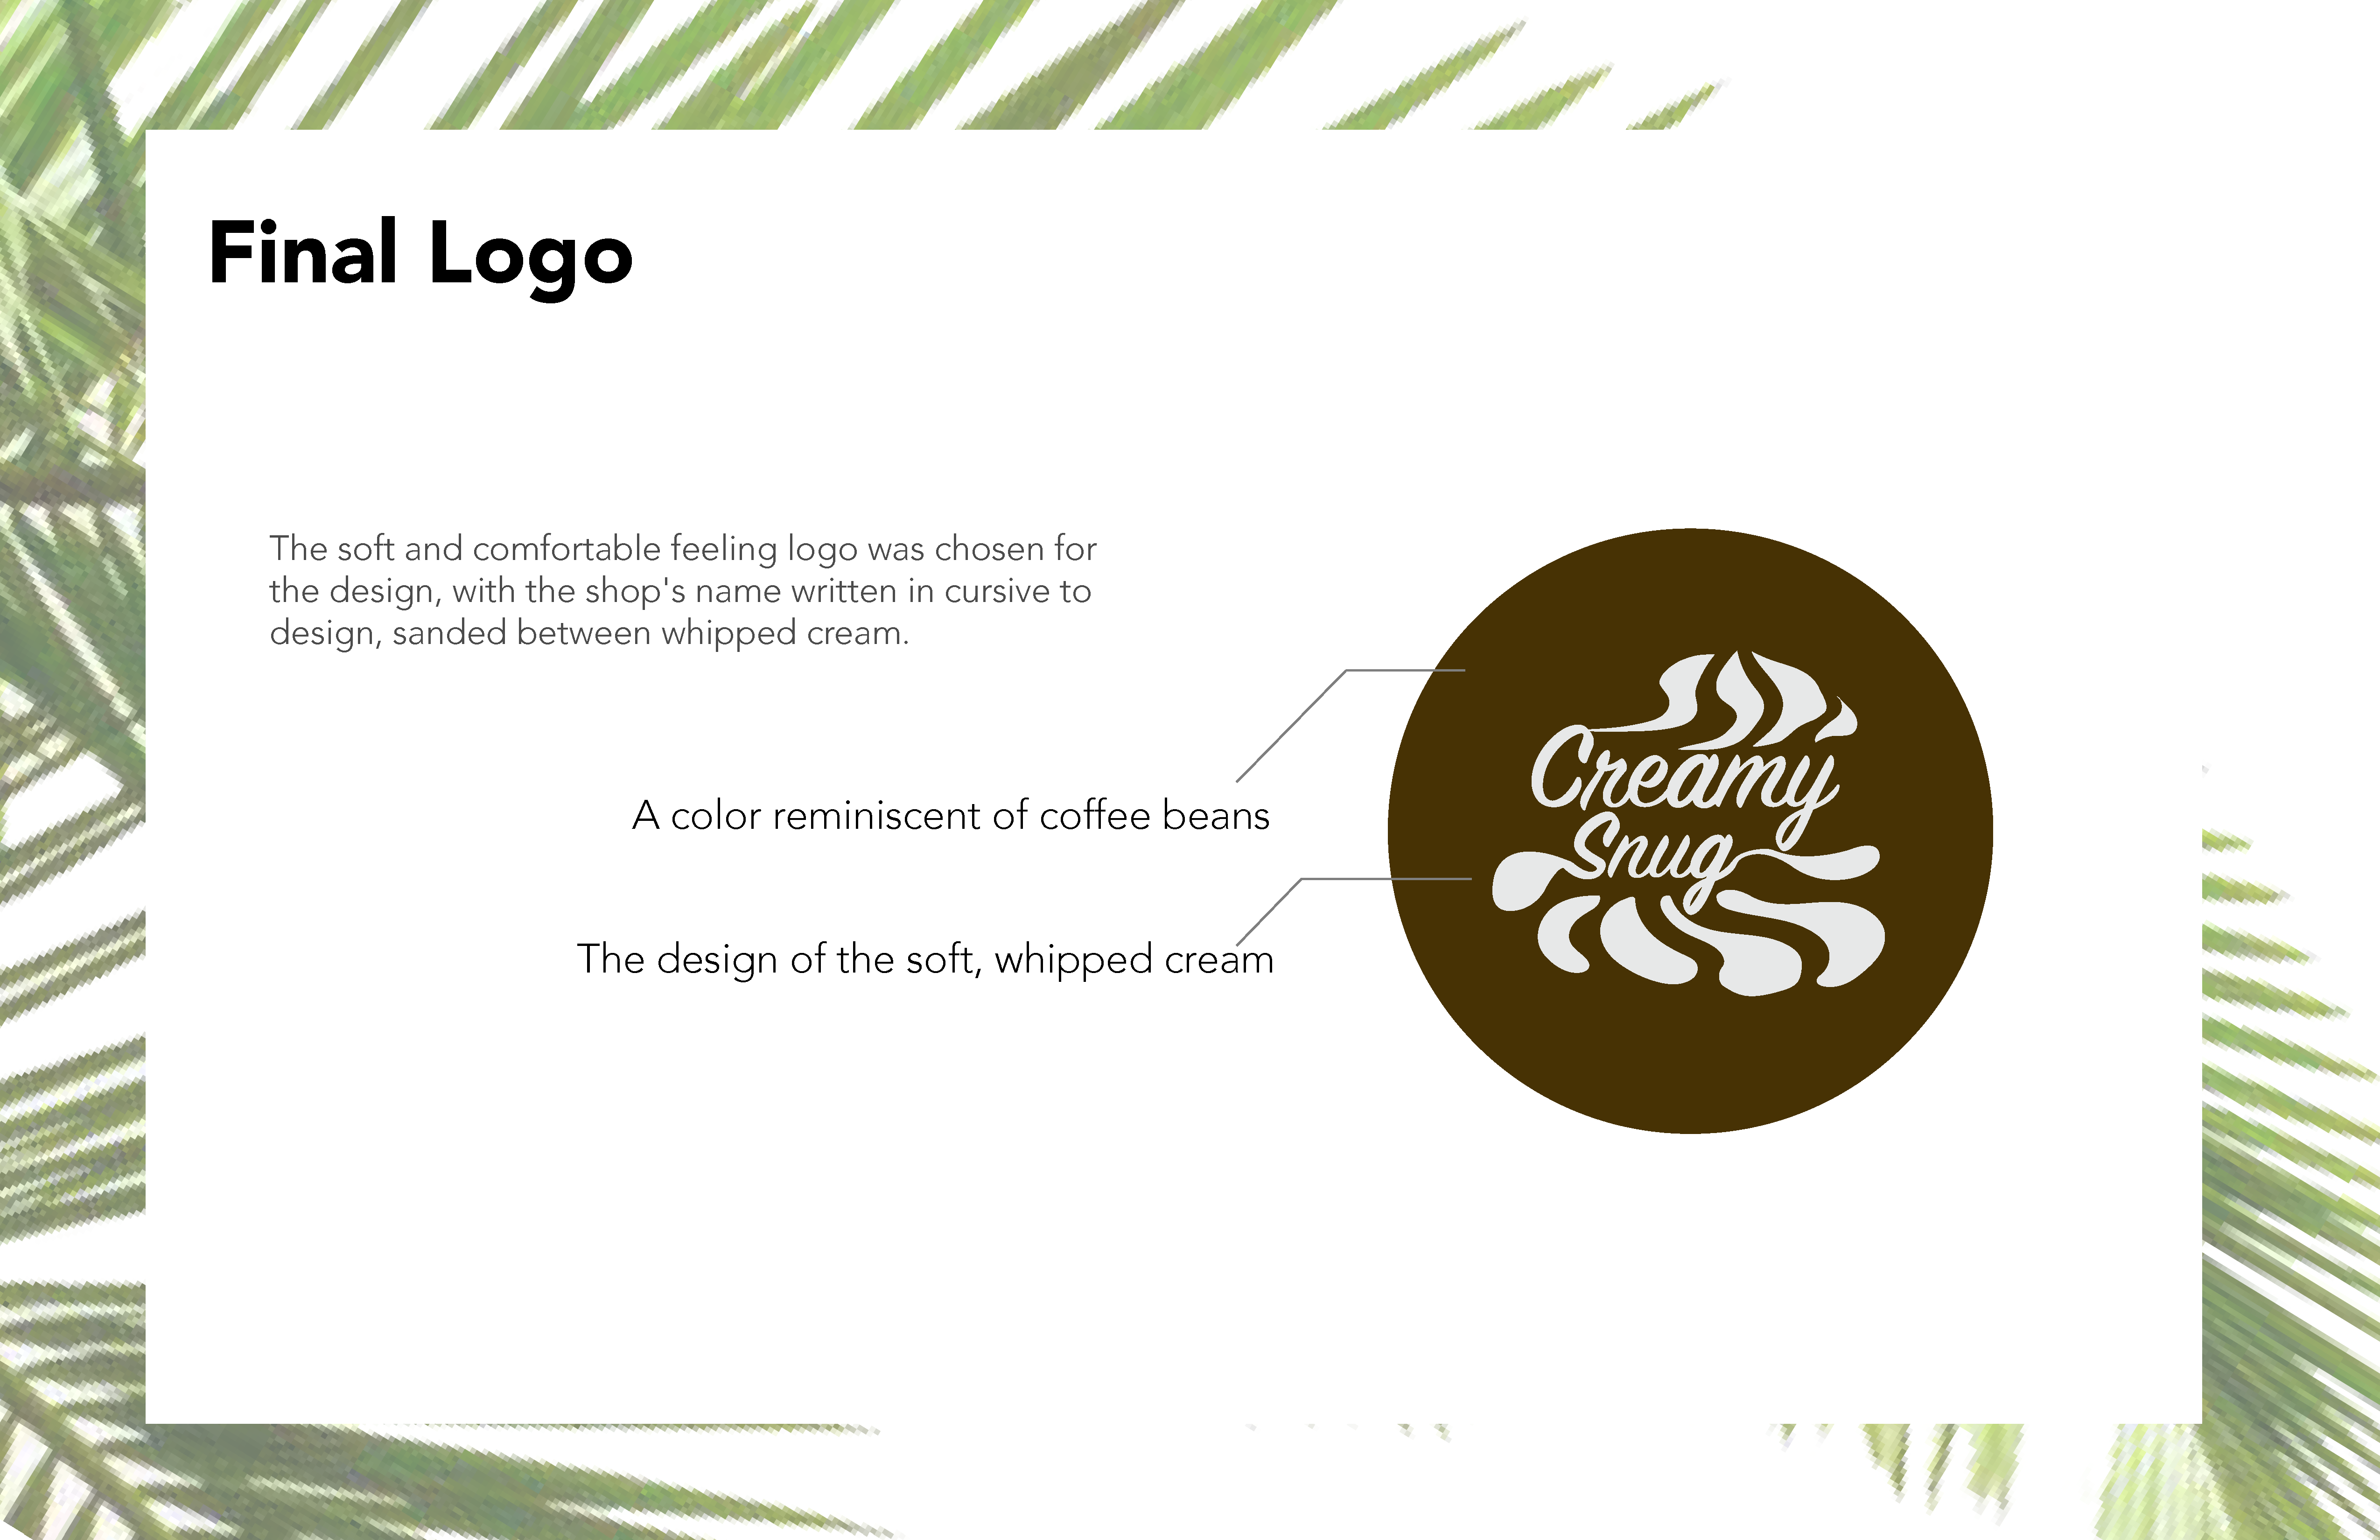 Final Logo
The soft and comfortable feeling logo was chosen for
the design, with the shop's name written in cursive to
design, sanded between whipped cream.
A color reminiscent of coffee beans
The design of the soft, whipped cream
Creamy
Snug